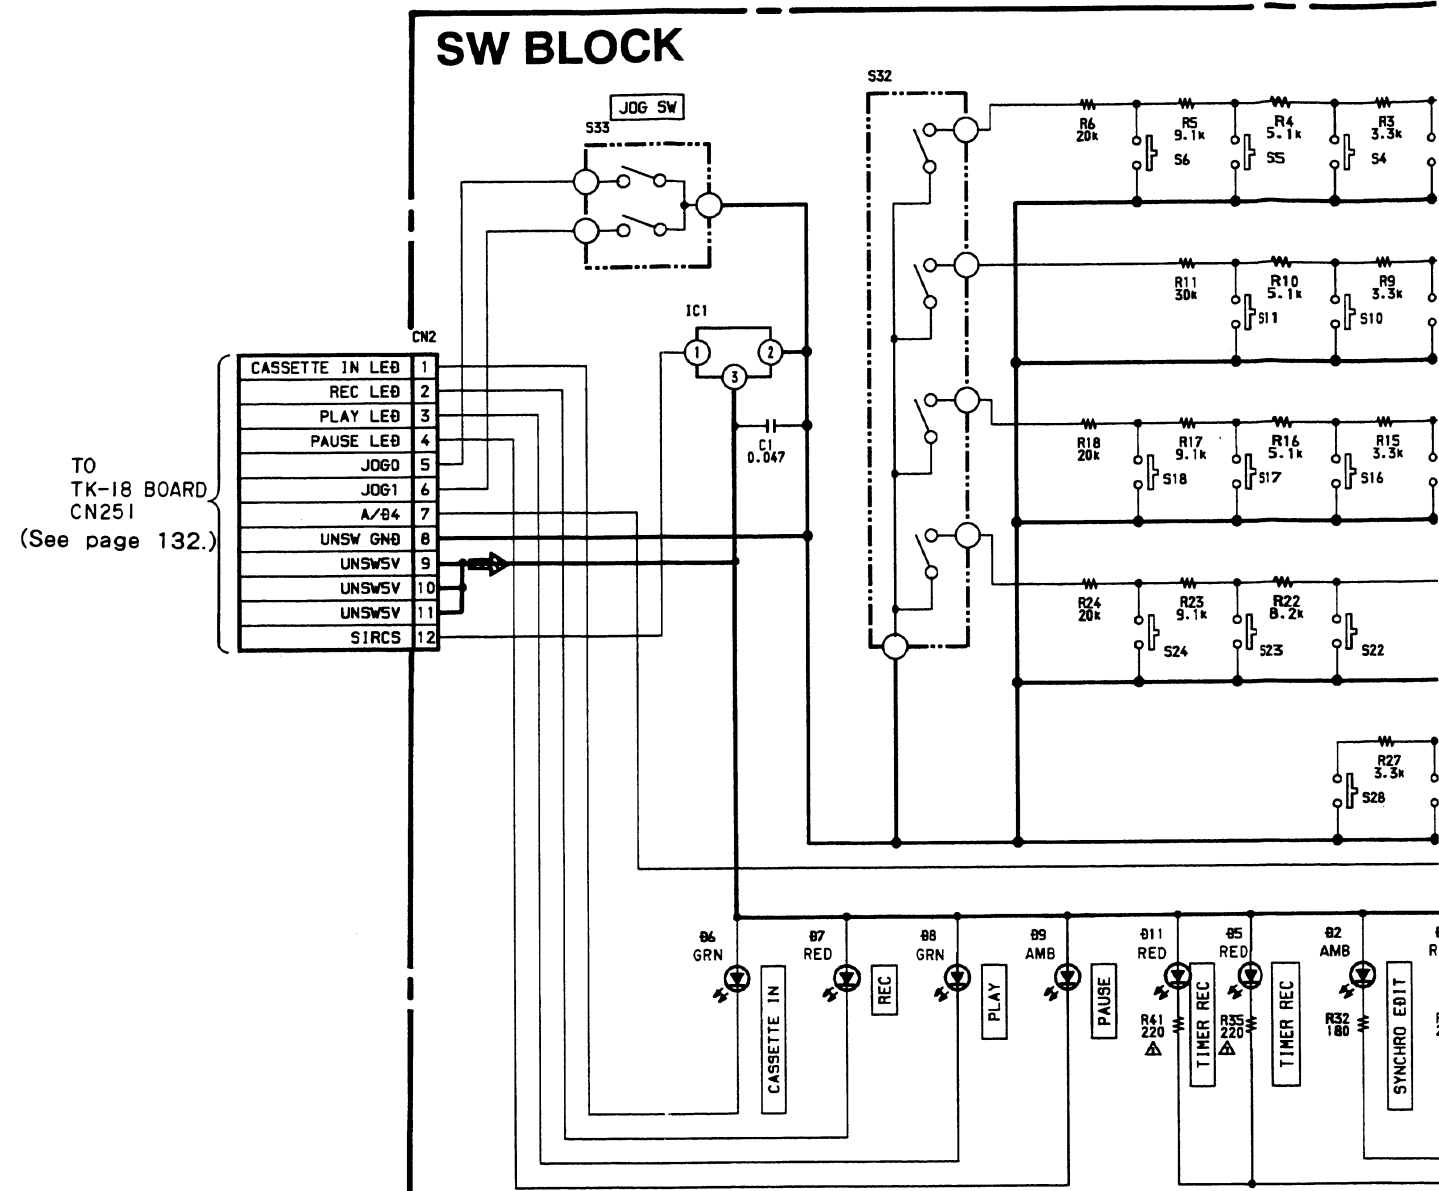 SW BLOCK
JOG SW
S33
S32
R6
20k
R5
9.1k
R4
5.1k
R3
3.3k
S6
S5
S4
R11
30k
R10
5.1k
R9
3.3k
S11
S10
IC1
1
2
3
C1
0.047
R18
20k
R17
9.1k
R16
5.1k
R15
3.3k
S18
S17
S16
R24
20k
R23
9.1k
R22
8.2k
S24
S23
S22
R27
3.3k
S28
CN2
CASSETTE IN LED 1
REC LED 2
PLAY LED 3
PAUSE LED 4
JOG0 5
JOG1 6
A/D4 7
UNSW GND 8
UNSW5V 9
UNSW5V 10
UNSW5V 11
SIRCS 12
TO
TK-18 BOARD
CN251
(See page 132.)
D6
GRN
CASSETTE IN
D7
RED
REC
D8
GRN
PLAY
D9
AMB
PAUSE
D11
RED
R41
220
TIMER REC
D5
RED
R35
220
TIMER REC
D2
AMB
R32
180
SYNCHRO EDIT